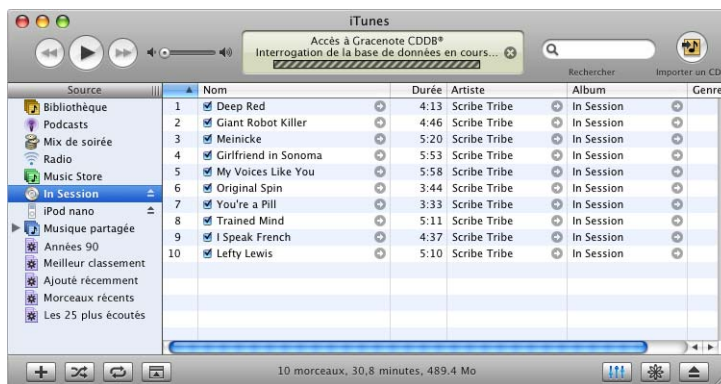 iTunes
Accès à Gracenote CDDB®
Interrogation de la base de données en cours...
Rechercher
Importer un CD
Source
Nom Durée Artiste Album Genre
Bibliothèque
Podcasts
Mix de soirée
Radio
Music Store
In Session
iPod nano
Musique partagée
Années 90
Meilleur classement
Ajouté récemment
Morceaux récents
Les 25 plus écoutés
1 Deep Red 4:13 Scribe Tribe In Session
2 Giant Robot Killer 4:46 Scribe Tribe In Session
3 Meinicke 5:20 Scribe Tribe In Session
4 Girlfriend in Sonoma 5:53 Scribe Tribe In Session
5 My Voices Like You 5:58 Scribe Tribe In Session
6 Original Spin 3:44 Scribe Tribe In Session
7 You're a Pill 3:33 Scribe Tribe In Session
8 Trained Mind 5:11 Scribe Tribe In Session
9 I Speak French 4:37 Scribe Tribe In Session
10 Lefty Lewis 5:10 Scribe Tribe In Session
10 morceaux, 30,8 minutes, 489.4 Mo